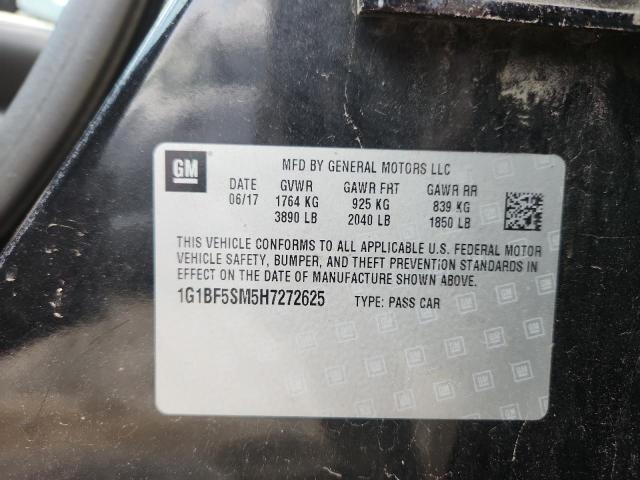 GM MFD BY GENERAL MOTORS LLC
DATE GVWR GAWR FRT GAWR RR
06/17 1764 KG 925 KG 839 KG
3890 LB 2040 LB 1850 LB
THIS VEHICLE CONFORMS TO ALL APPLICABLE U.S. FEDERAL MOTOR
VEHICLE SAFETY, BUMPER, AND THEFT PREVENTION STANDARDS IN
EFFECT ON THE DATE OF MANUFACTURE SHOWN ABOVE.
1G1BF5SM5H7272625 TYPE: PASS CAR